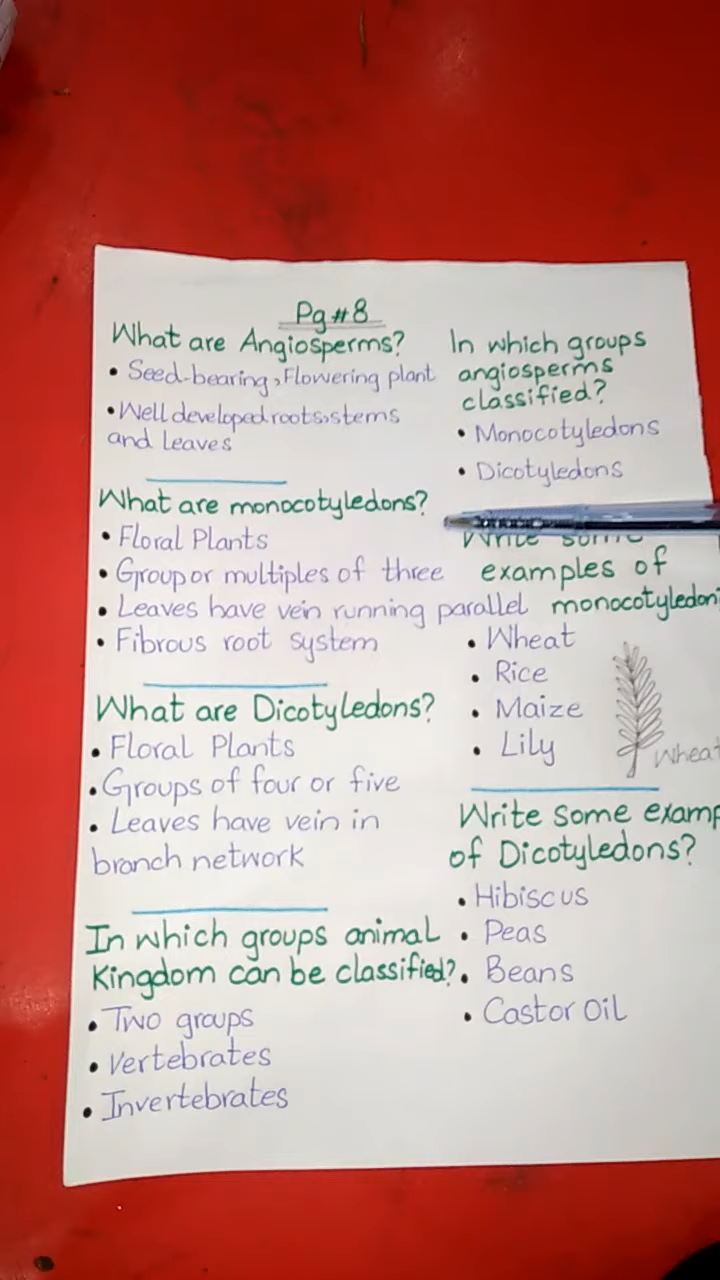 Pg#8
What are Angiosperms?
• Seed-bearing, Flowering plant
• Well developed roots, stems
and leaves
What are monocotyledons?
• Floral Plants
• Group or multiples of three
• Leaves have vein running parallel
• Fibrous root system
What are Dicotyledons?
• Floral Plants
• Groups of four or five
• Leaves have vein in
branch network
In which groups animal
Kingdom can be classified?
• Two groups
• Vertebrates
• Invertebrates
In which groups
angiosperms
classified?
• Monocotyledons
• Dicotyledons
Write some
examples of
monocotyledon
• Wheat
• Rice
• Maize
• Lily
Wheat
Write some examp
of Dicotyledons?
• Hibiscus
• Peas
• Beans
• Castor Oil